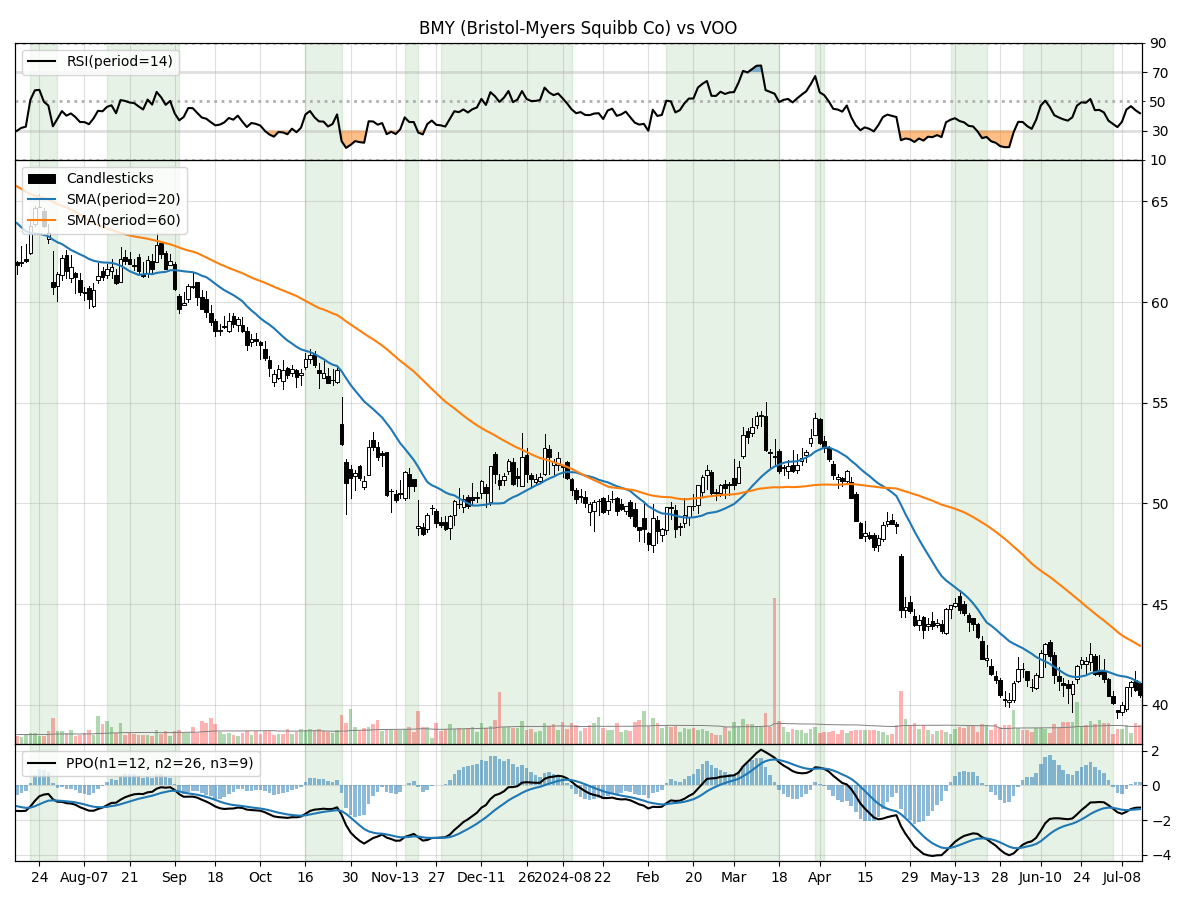 BMY (Bristol-Myers Squibb Co) vs VOO
RSI(period=14)
90
70
50
30
10
Candlesticks
SMA(period=20)
SMA(period=60)
65
60
55
50
45
40
PPO(n1=12, n2=26, n3=9)
2
0
−2
−4
24 Aug-07 21 Sep 18 Oct 16 30 Nov-13 27 Dec-11 26 2024-08 22 Feb 20 Mar 18 Apr 15 29 May-13 28 Jun-10 24 Jul-08